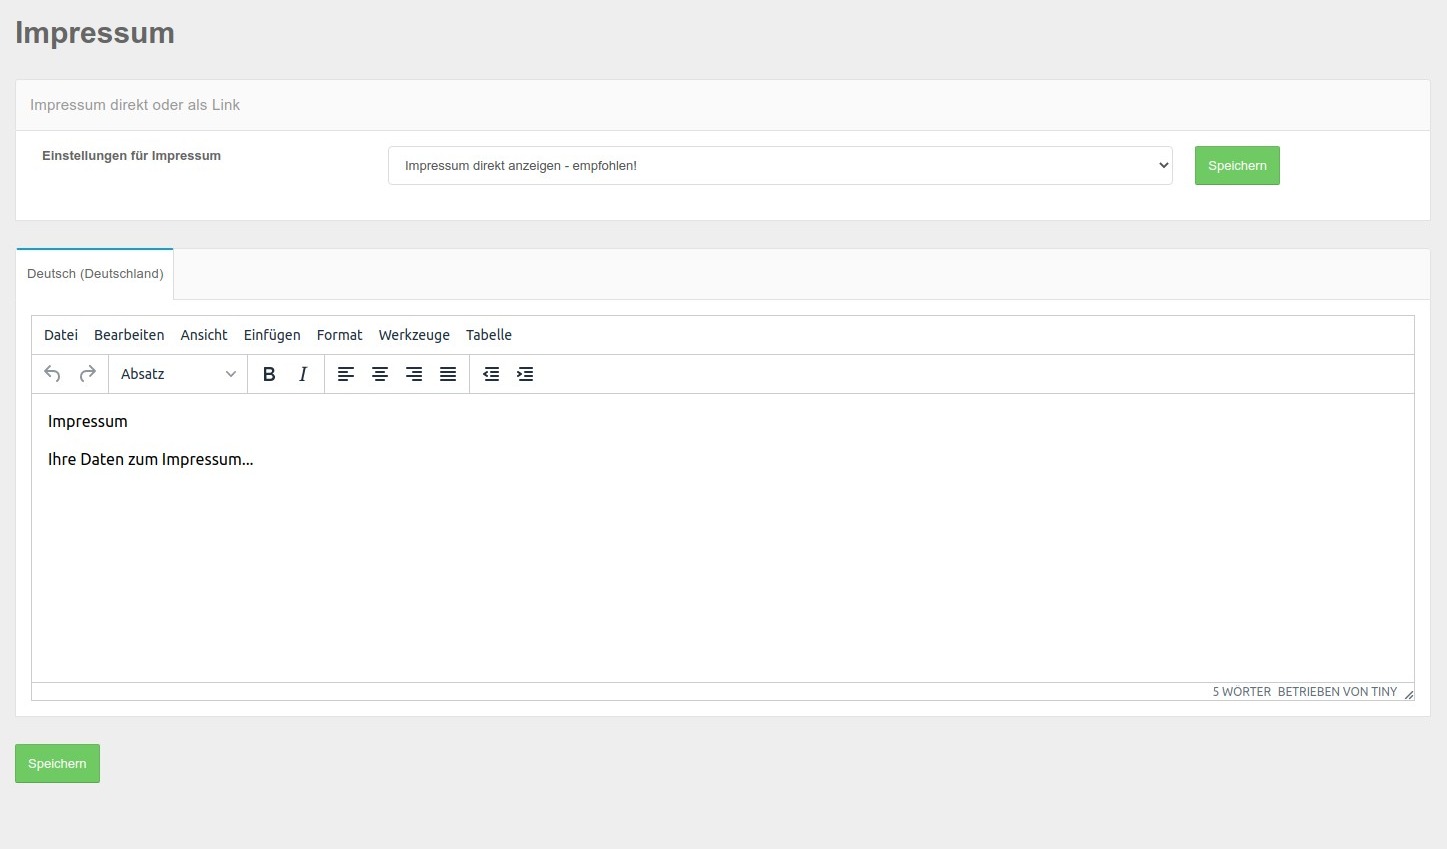 Impressum
Impressum direkt oder als Link
Einstellungen für Impressum
Impressum direkt anzeigen - empfohlen!
Speichern
Deutsch (Deutschland)
Datei Bearbeiten Ansicht Einfügen Format Werkzeuge Tabelle
Absatz B I
Impressum
Ihre Daten zum Impressum...
5 WÖRTER BETRIEBEN VON TINY
Speichern